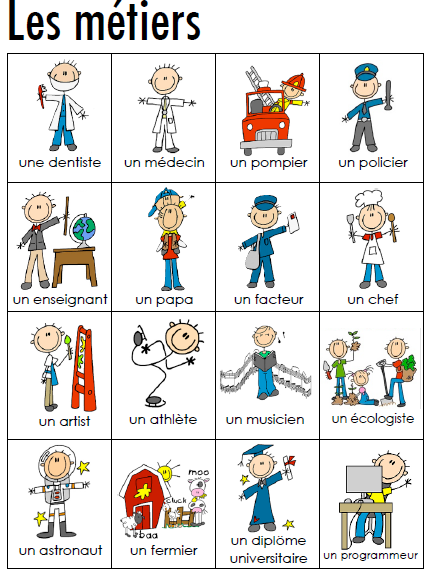 Les métiers
une dentiste
un médecin
un pompier
un policier
un enseignant
un papa
un facteur
un chef
un artist
un athlète
un musicien
un écologiste
un astronaut
moo
cluck
baa
un fermier
un diplöme
universitaire
un programmeur